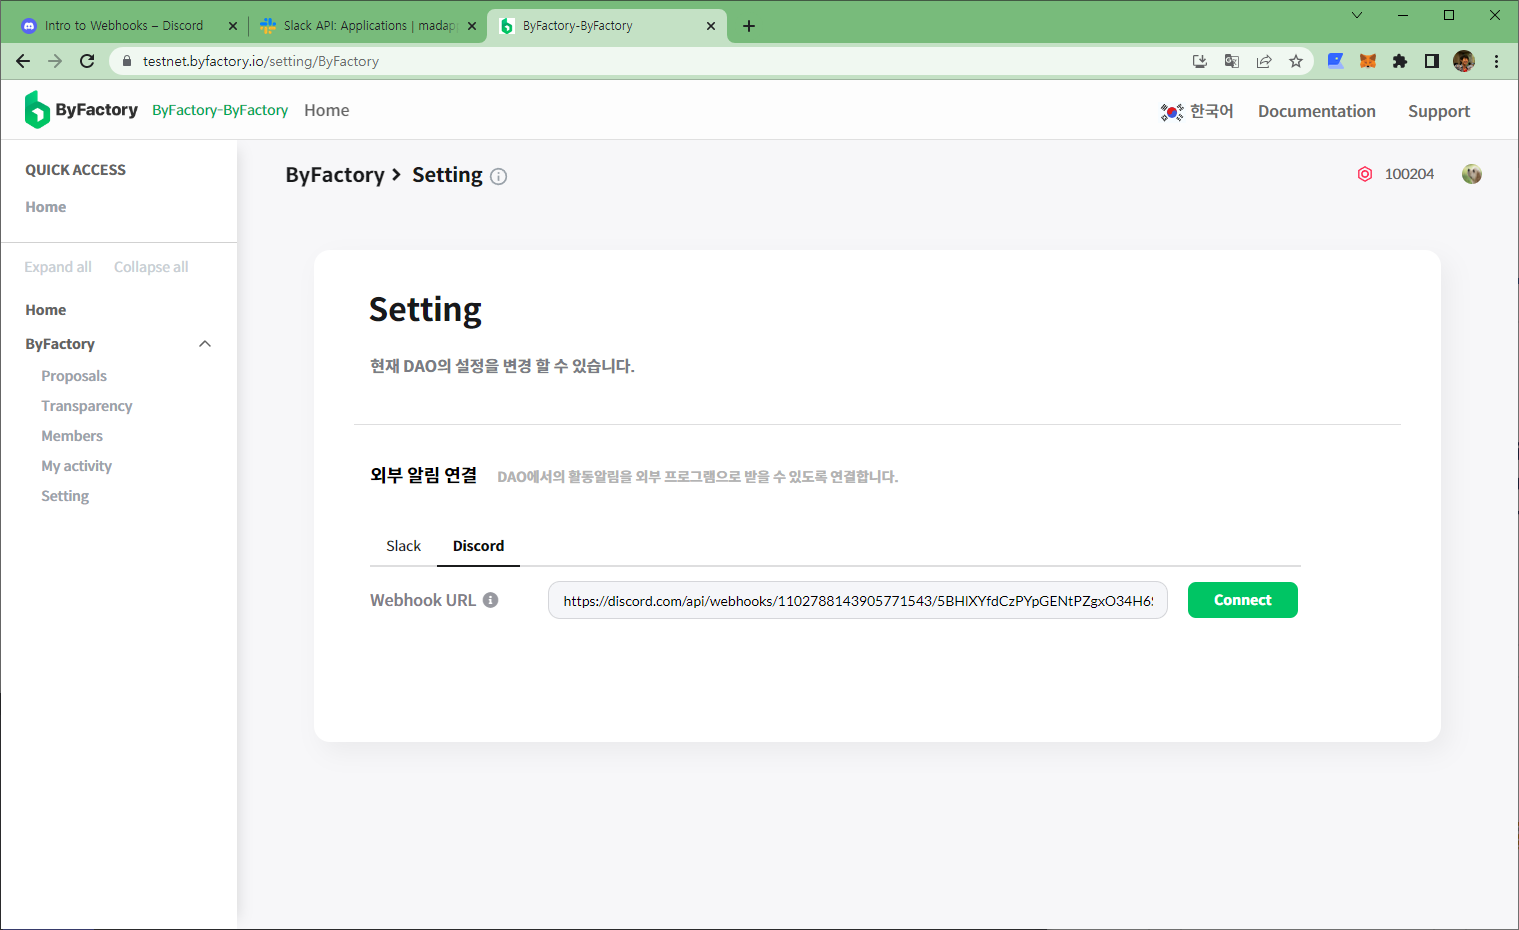 Intro to Webhooks – Discord
Slack API: Applications | madap
ByFactory-ByFactory
testnet.byfactory.io/setting/ByFactory
ByFactory
ByFactory-ByFactory
Home
한국어
Documentation
Support
QUICK ACCESS
Home
Expand all
Collapse all
Home
ByFactory
Proposals
Transparency
Members
My activity
Setting
ByFactory > Setting
100204
Setting
현재 DAO의 설정을 변경 할 수 있습니다.
외부 알림 연결
DAO에서의 활동알림을 외부 프로그램으로 받을 수 있도록 연결합니다.
Slack
Discord
Webhook URL
https://discord.com/api/webhooks/1102788143905771543/5BHlXYfdCzPYpGENtPZgxO34H6
Connect